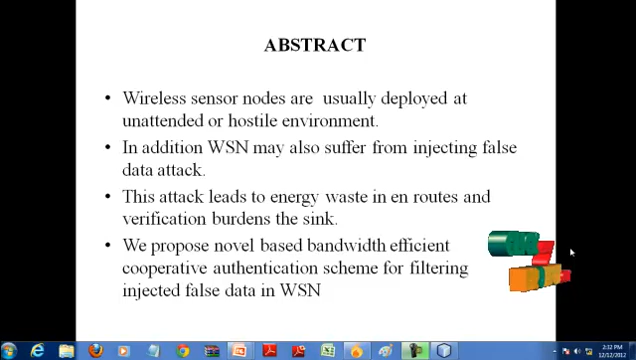 ABSTRACT
• Wireless sensor nodes are usually deployed at
unattended or hostile environment.
• In addition WSN may also suffer from injecting false
data attack.
• This attack leads to energy waste in en routes and
verification burdens the sink.
• We propose novel based bandwidth efficient
cooperative authentication scheme for filtering
injected false data in WSN
2:32 PM
12/12/2012